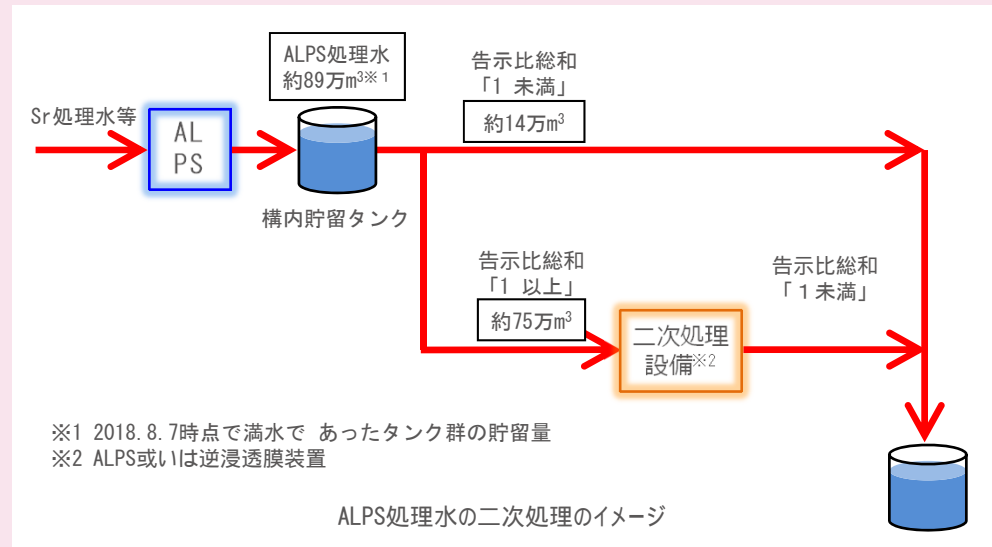 ALPS処理水
約89万m³※1
告示比総和
「1 未満」
約14万m³
Sr処理水等
AL
PS
構内貯留タンク
告示比総和
「1 以上」
約75万m³
告示比総和
「1未満」
二次処理
設備※2
※1 2018.8.7時点で満水で あったタンク群の貯留量
※2 ALPS或いは逆浸透膜装置
ALPS処理水の二次処理のイメージ